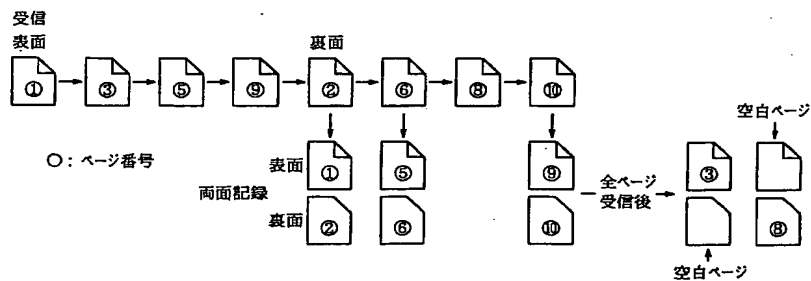 受信
表面 裏面
① ③ ⑤ ⑨ ② ⑥ ⑧ ⑩
空白ページ
○：ページ番号 表面 ① ⑤ ⑨ 全ページ ③
両面記録 受信後
裏面 ② ⑥ ⑩ ⑧
空白ページ